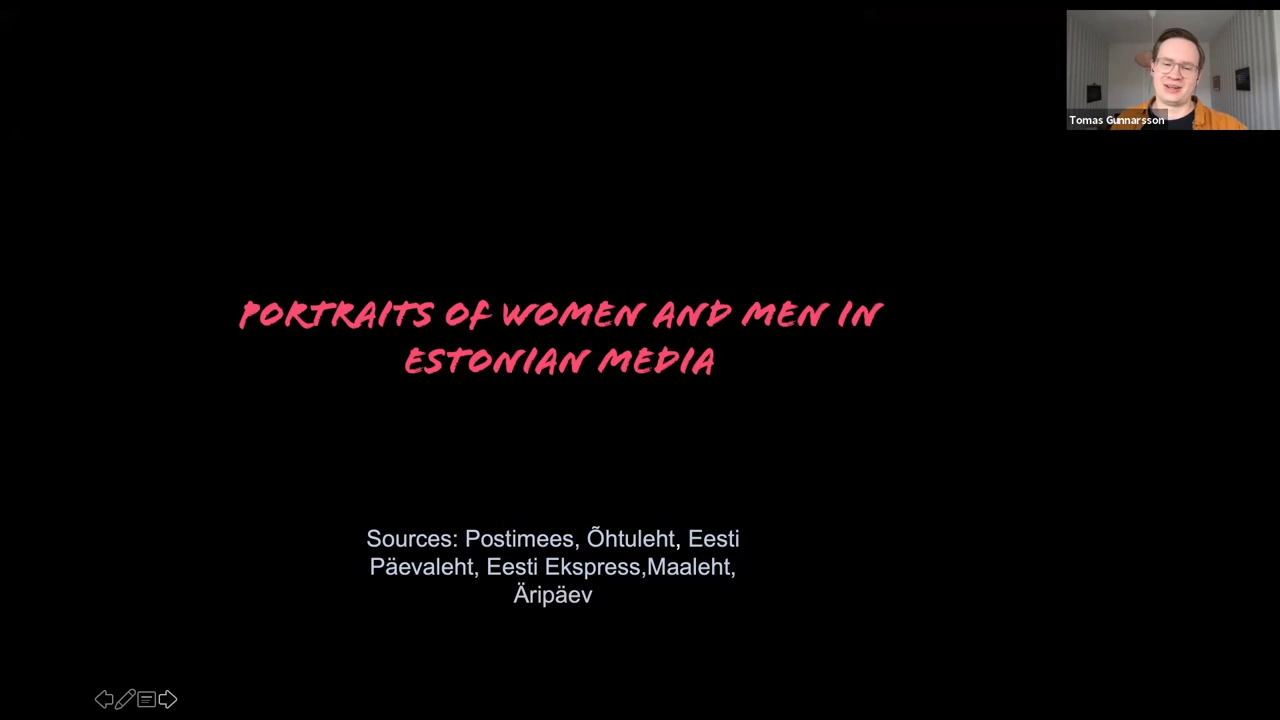 Tomas Gunnarsson
PORTRAITS OF WOMEN AND MEN IN
ESTONIAN MEDIA
Sources: Postimees, Õhtuleht, Eesti
Päevaleht, Eesti Ekspress,Maaleht,
Äripäev